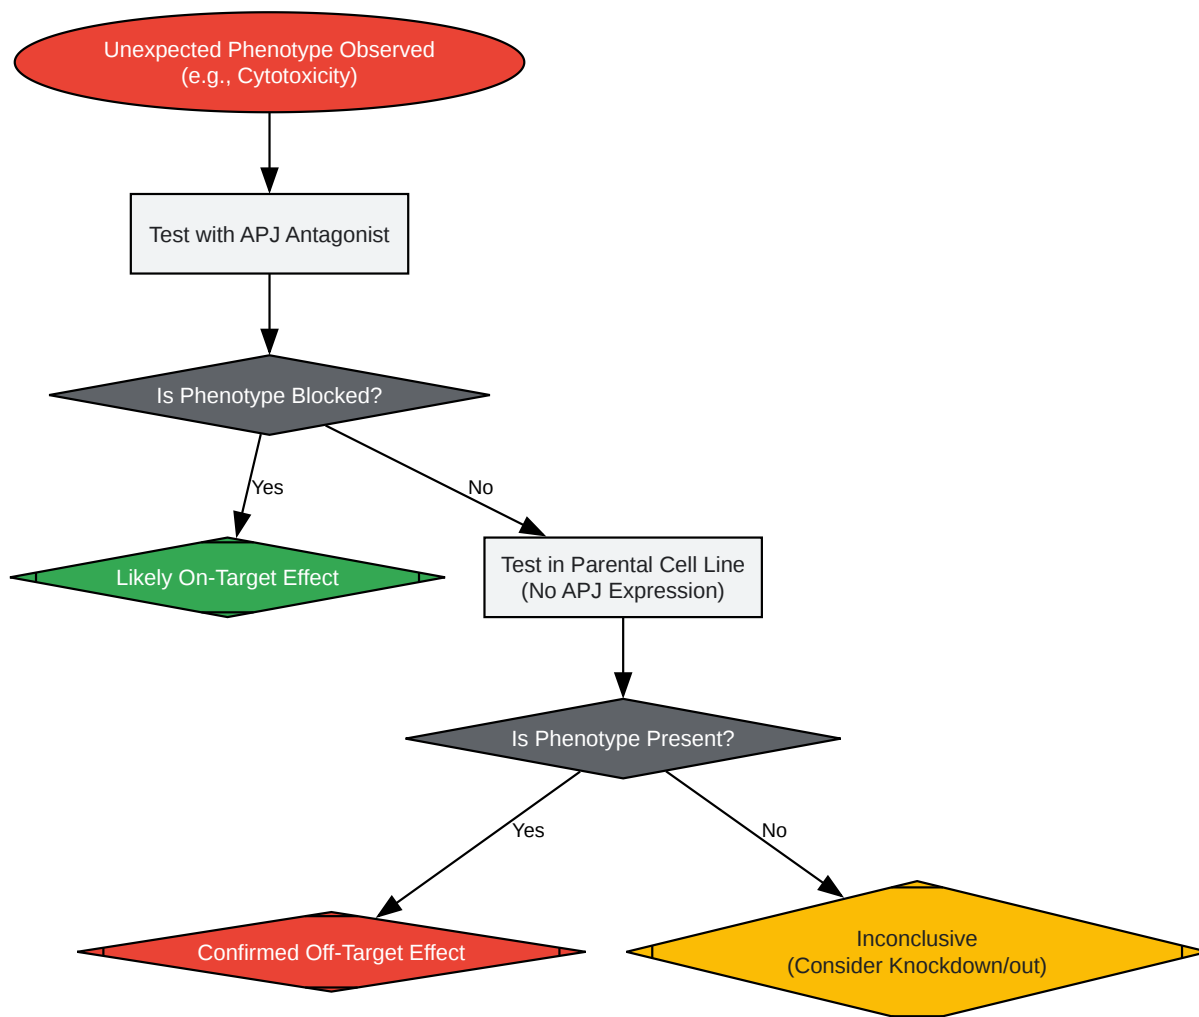 Unexpected Phenotype Observed
(e.g., Cytotoxicity)
Test with APJ Antagonist
Is Phenotype Blocked?
Yes
No
Likely On-Target Effect
Test in Parental Cell Line
(No APJ Expression)
Is Phenotype Present?
Yes
No
Confirmed Off-Target Effect
Inconclusive
(Consider Knockdown/out)